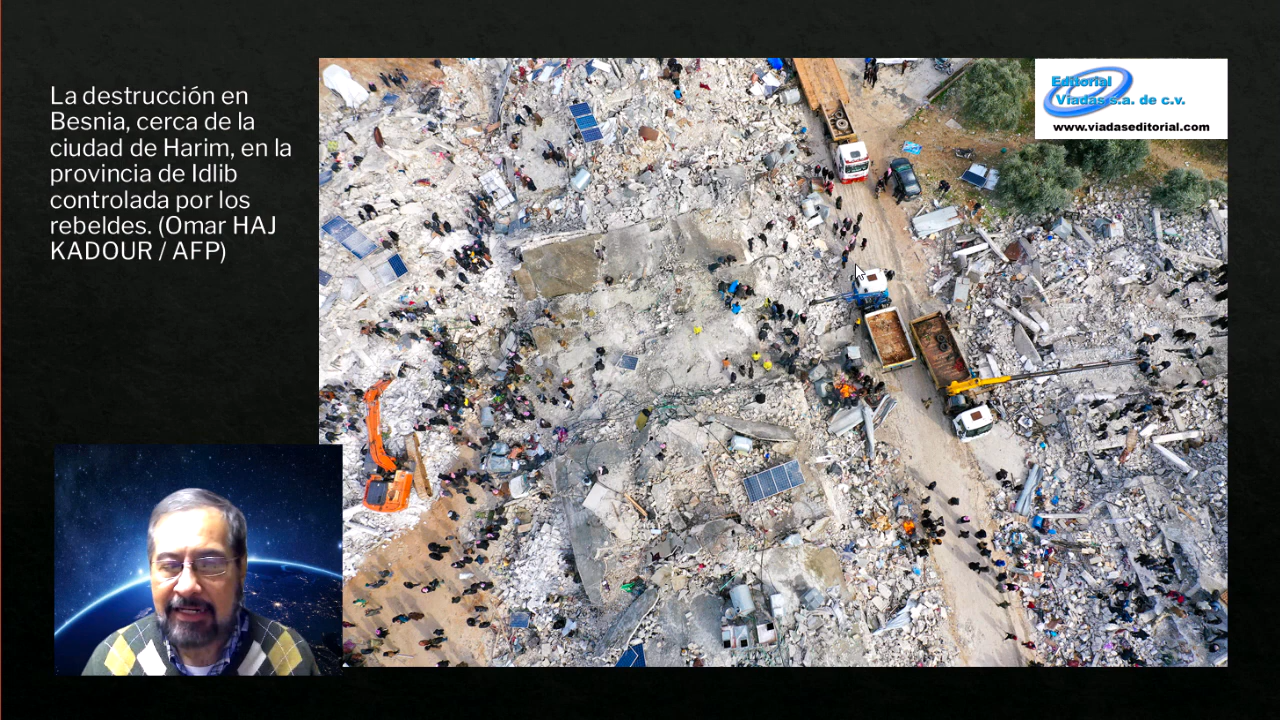 La destrucción en
Besnia, cerca de la
ciudad de Harim, en la
provincia de Idlib
controlada por los
rebeldes. (Omar HAJ
KADOUR / AFP)
Editorial
Viadas s.a. de c.v.
www.viadaseditorial.com